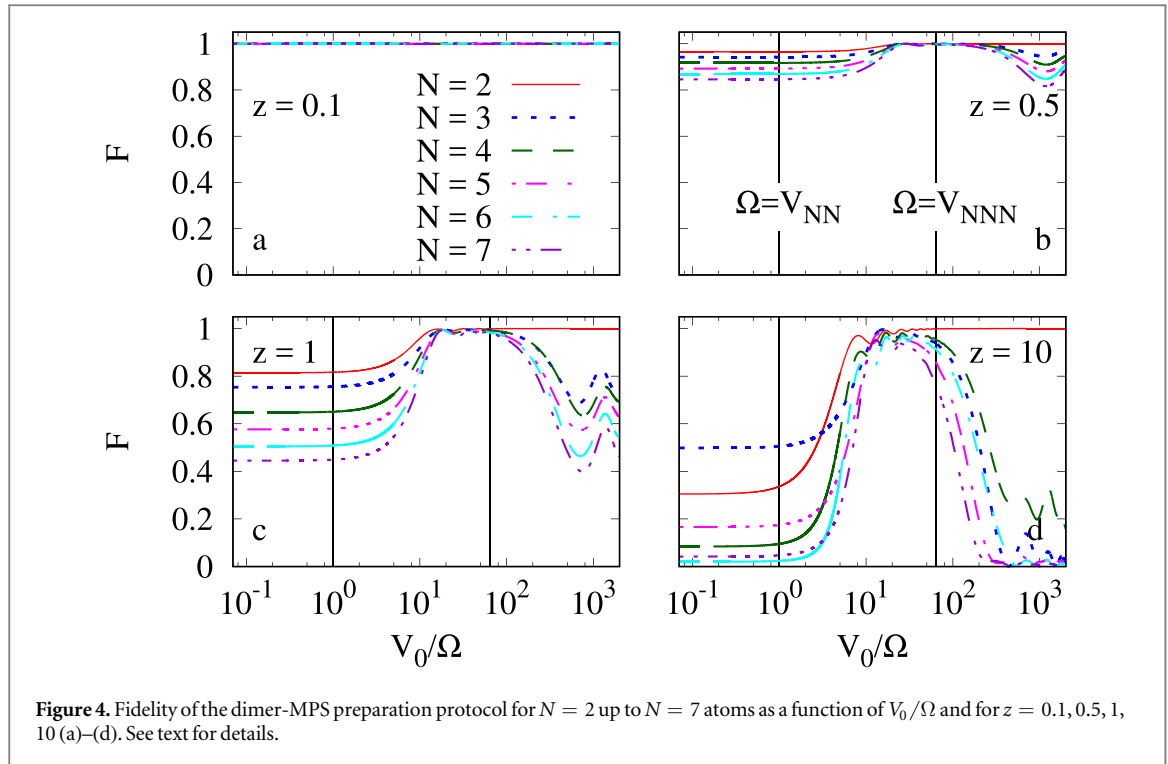 1
0.8
0.6
0.4
0.2
0
F
z = 0.1
N = 2
N = 3
N = 4
N = 5
N = 6
N = 7
a
z = 0.5
Ω=V_NN
Ω=V_NNN
b
1
0.8
0.6
0.4
0.2
0
F
z = 1
c
10^-1 10^0 10^1 10^2 10^3
V_0/Ω
z = 10
d
10^-1 10^0 10^1 10^2 10^3
V_0/Ω
Figure 4. Fidelity of the dimer-MPS preparation protocol for N = 2 up to N = 7 atoms as a function of V_0/Ω and for z = 0.1, 0.5, 1,
10 (a)–(d). See text for details.